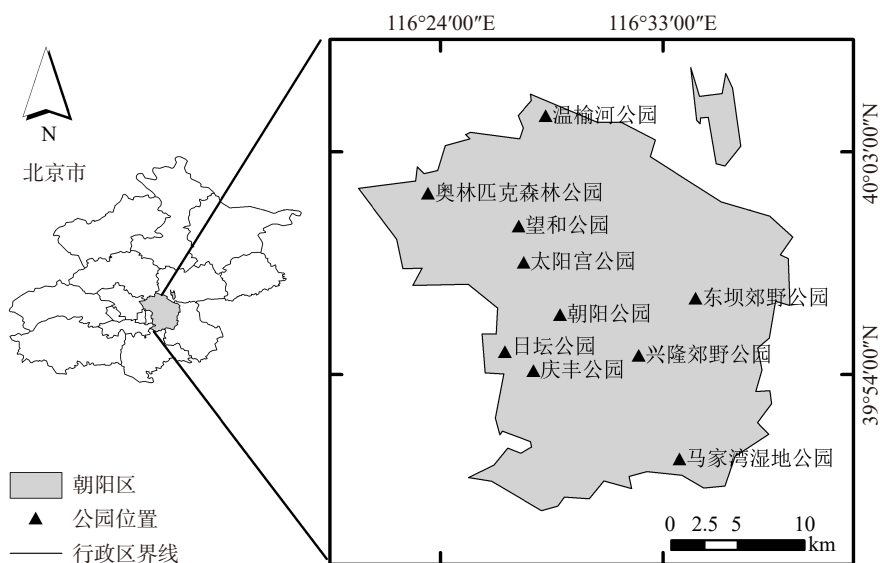 116°24′00″E
116°33′00″E
N
北京市
温榆河公园
40°03′00″N
奥林匹克森林公园
望和公园
太阳宫公园
东坝郊野公园
朝阳公园
日坛公园
兴隆郊野公园
庆丰公园
39°54′00″N
马家湾湿地公园
朝阳区
公园位置
行政区界线
0 2.5 5 10
km